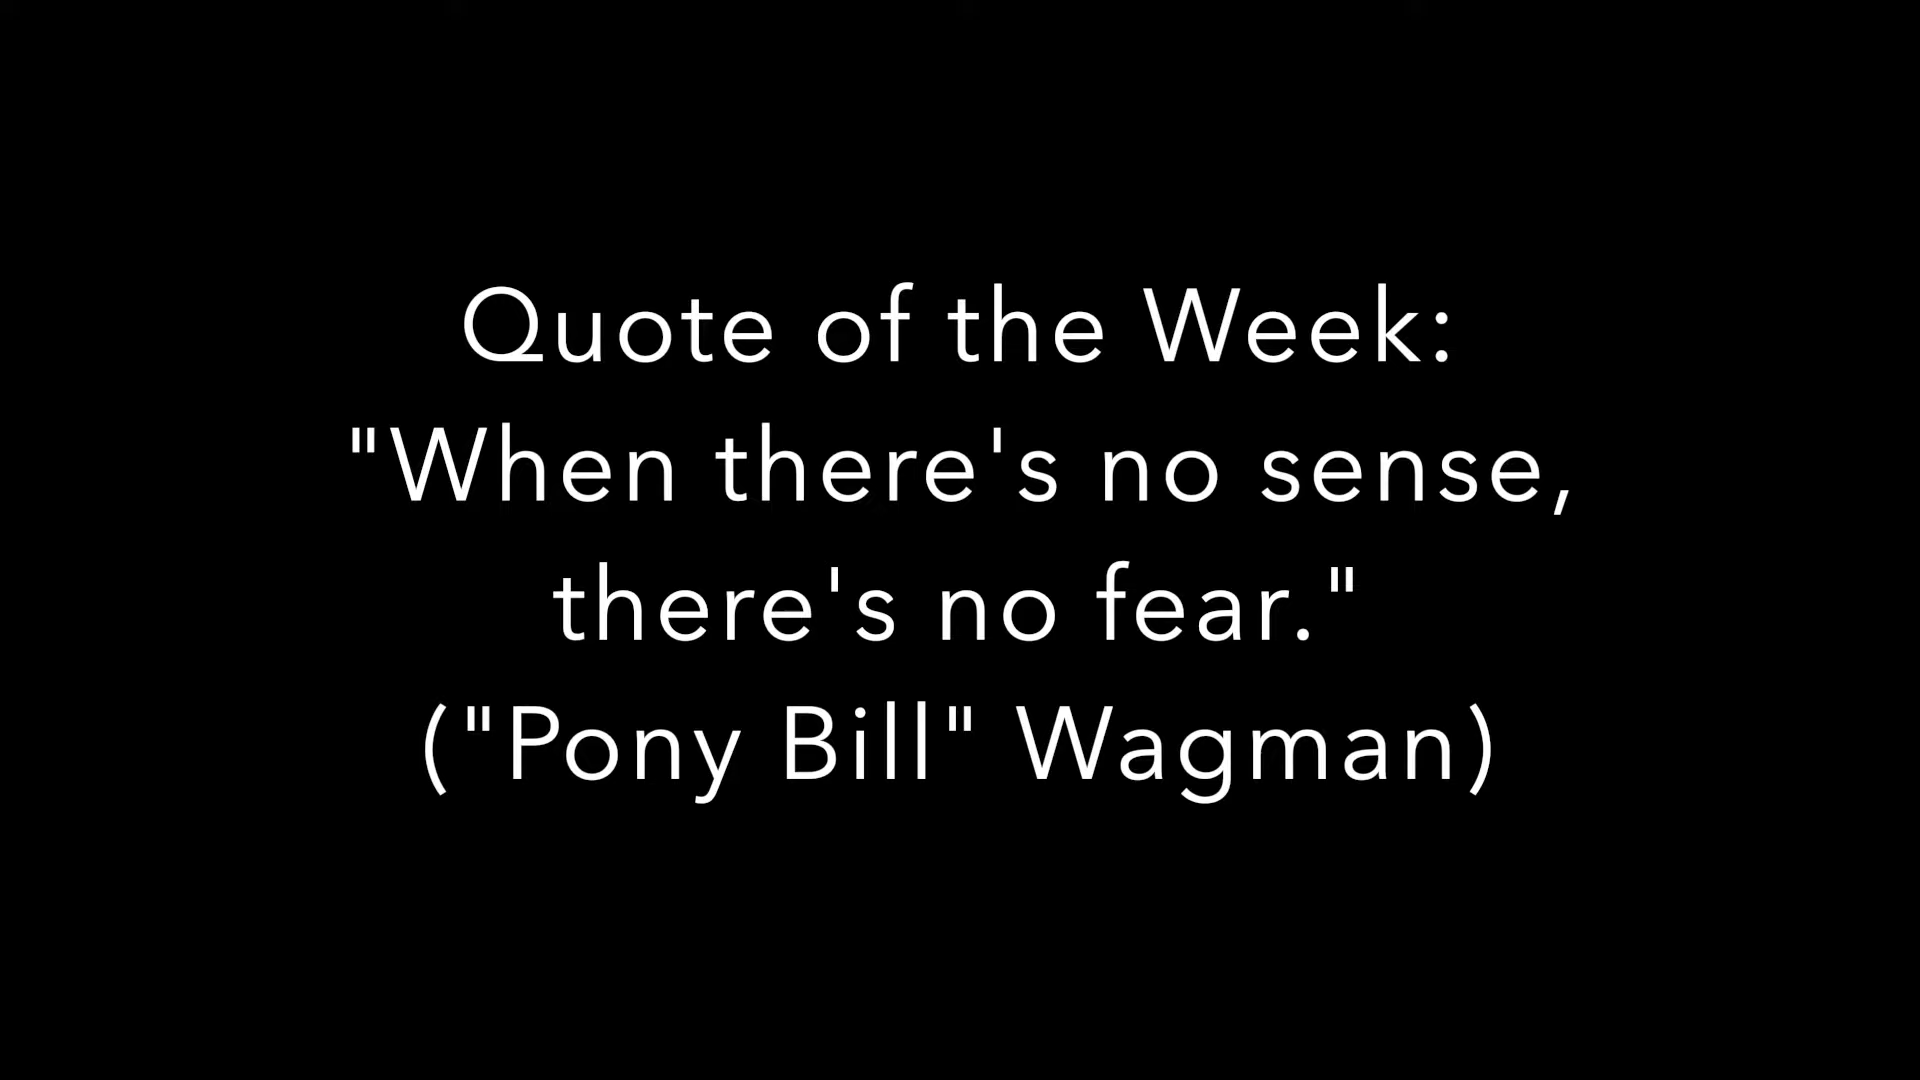 Quote of the Week:
"When there's no sense,
there's no fear."
("Pony Bill" Wagman)